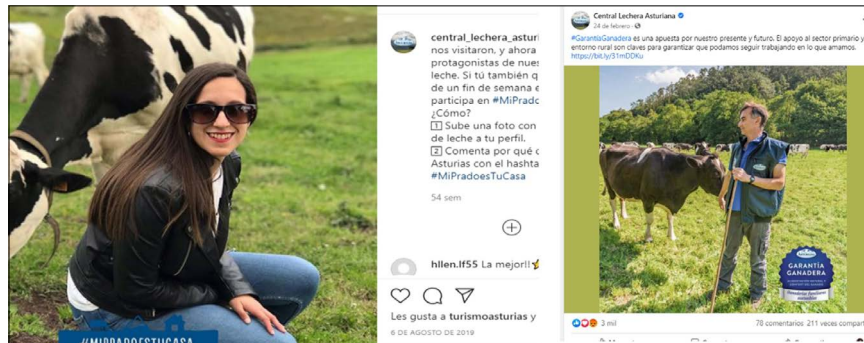 central_lechera_asturi
nos visitaron, y ahora
protagonistas de nues
leche. Si tú también q
de un fin de semana e
participa en #MiPrado
¿Cómo?
1 Sube una foto con
de leche a tu perfil.
2 Comenta por qué c
Asturias con el hashta
#MiPradoesTuCasa
54 sem
hllen.lf55 La mejor!!
Les gusta a turismoasturias y
6 DE AGOSTO DE 2019
#MIPRADOESTUCASA
Central Lechera Asturiana
24 de febrero
#GarantíaGanadera es una apuesta por nuestro presente y futuro. El apoyo al sector primario y
entorno rural son claves para garantizar que podamos seguir trabajando en lo que amamos.
https://bit.ly/31mDDKu
GARANTÍA
GANADERA
3 mil
78 comentarios 211 veces compart